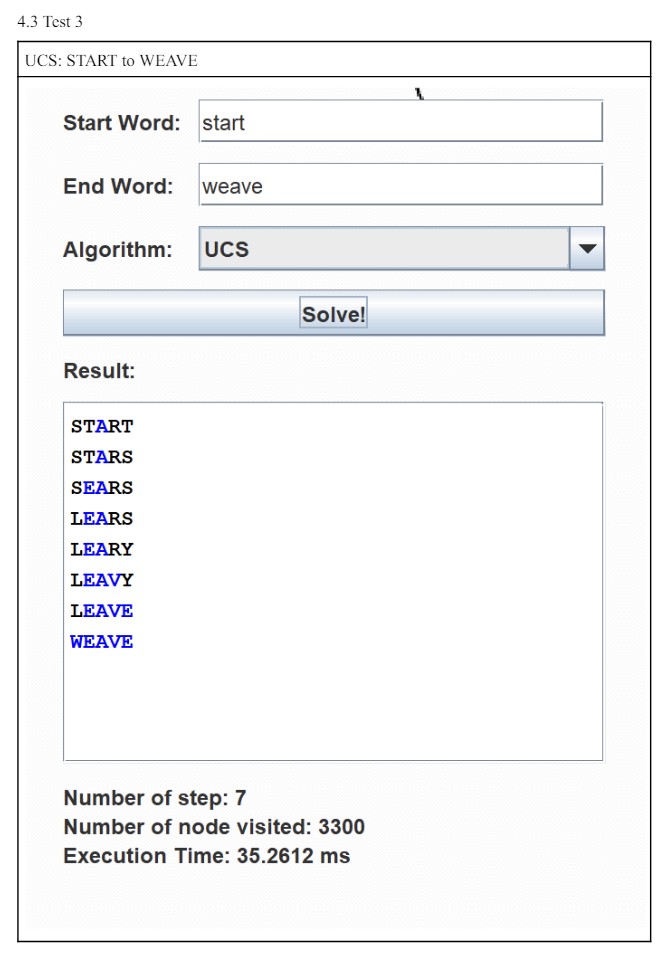 4.3 Test 3
UCS: START to WEAVE
Start Word: start
End Word: weave
Algorithm: UCS
Solve!
Result:
START
STARS
SEARS
LEARS
LEARY
LEAVY
LEAVE
WEAVE
Number of step: 7
Number of node visited: 3300
Execution Time: 35.2612 ms